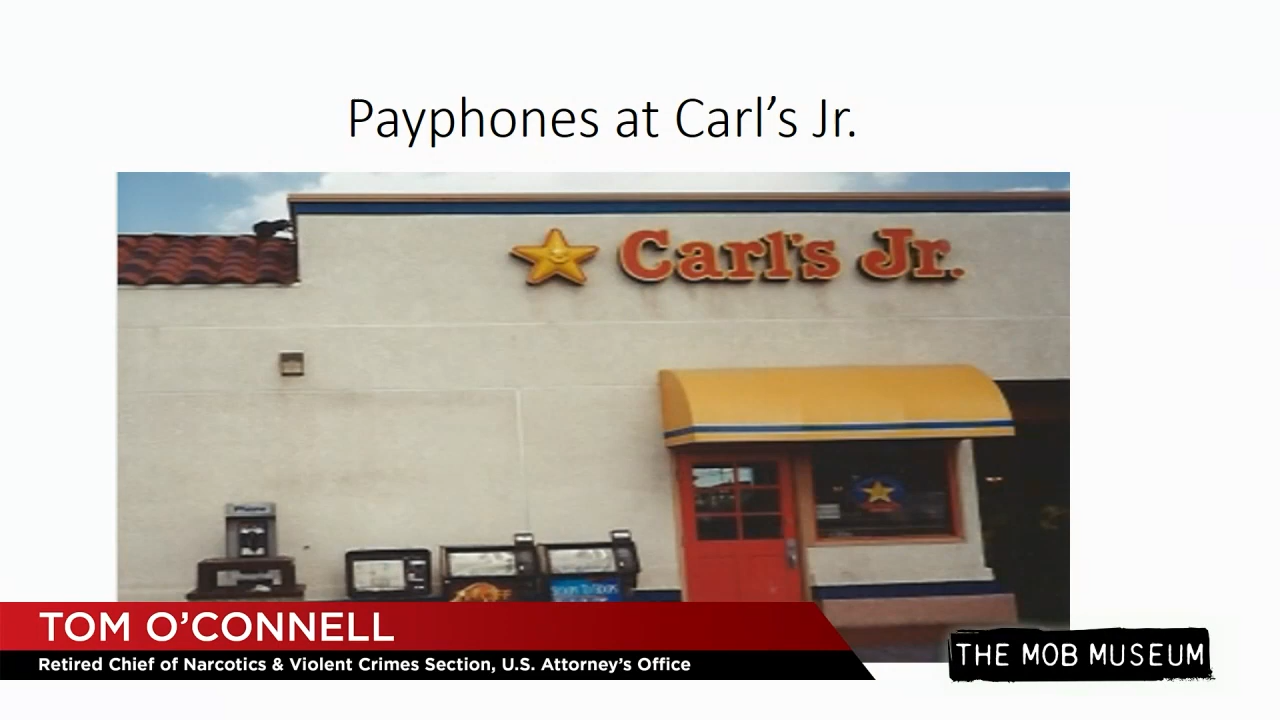 Payphones at Carl's Jr.
Carl's Jr.
Phone
TOM O'CONNELL
Retired Chief of Narcotics & Violent Crimes Section, U.S. Attorney's Office
THE MOB MUSEUM